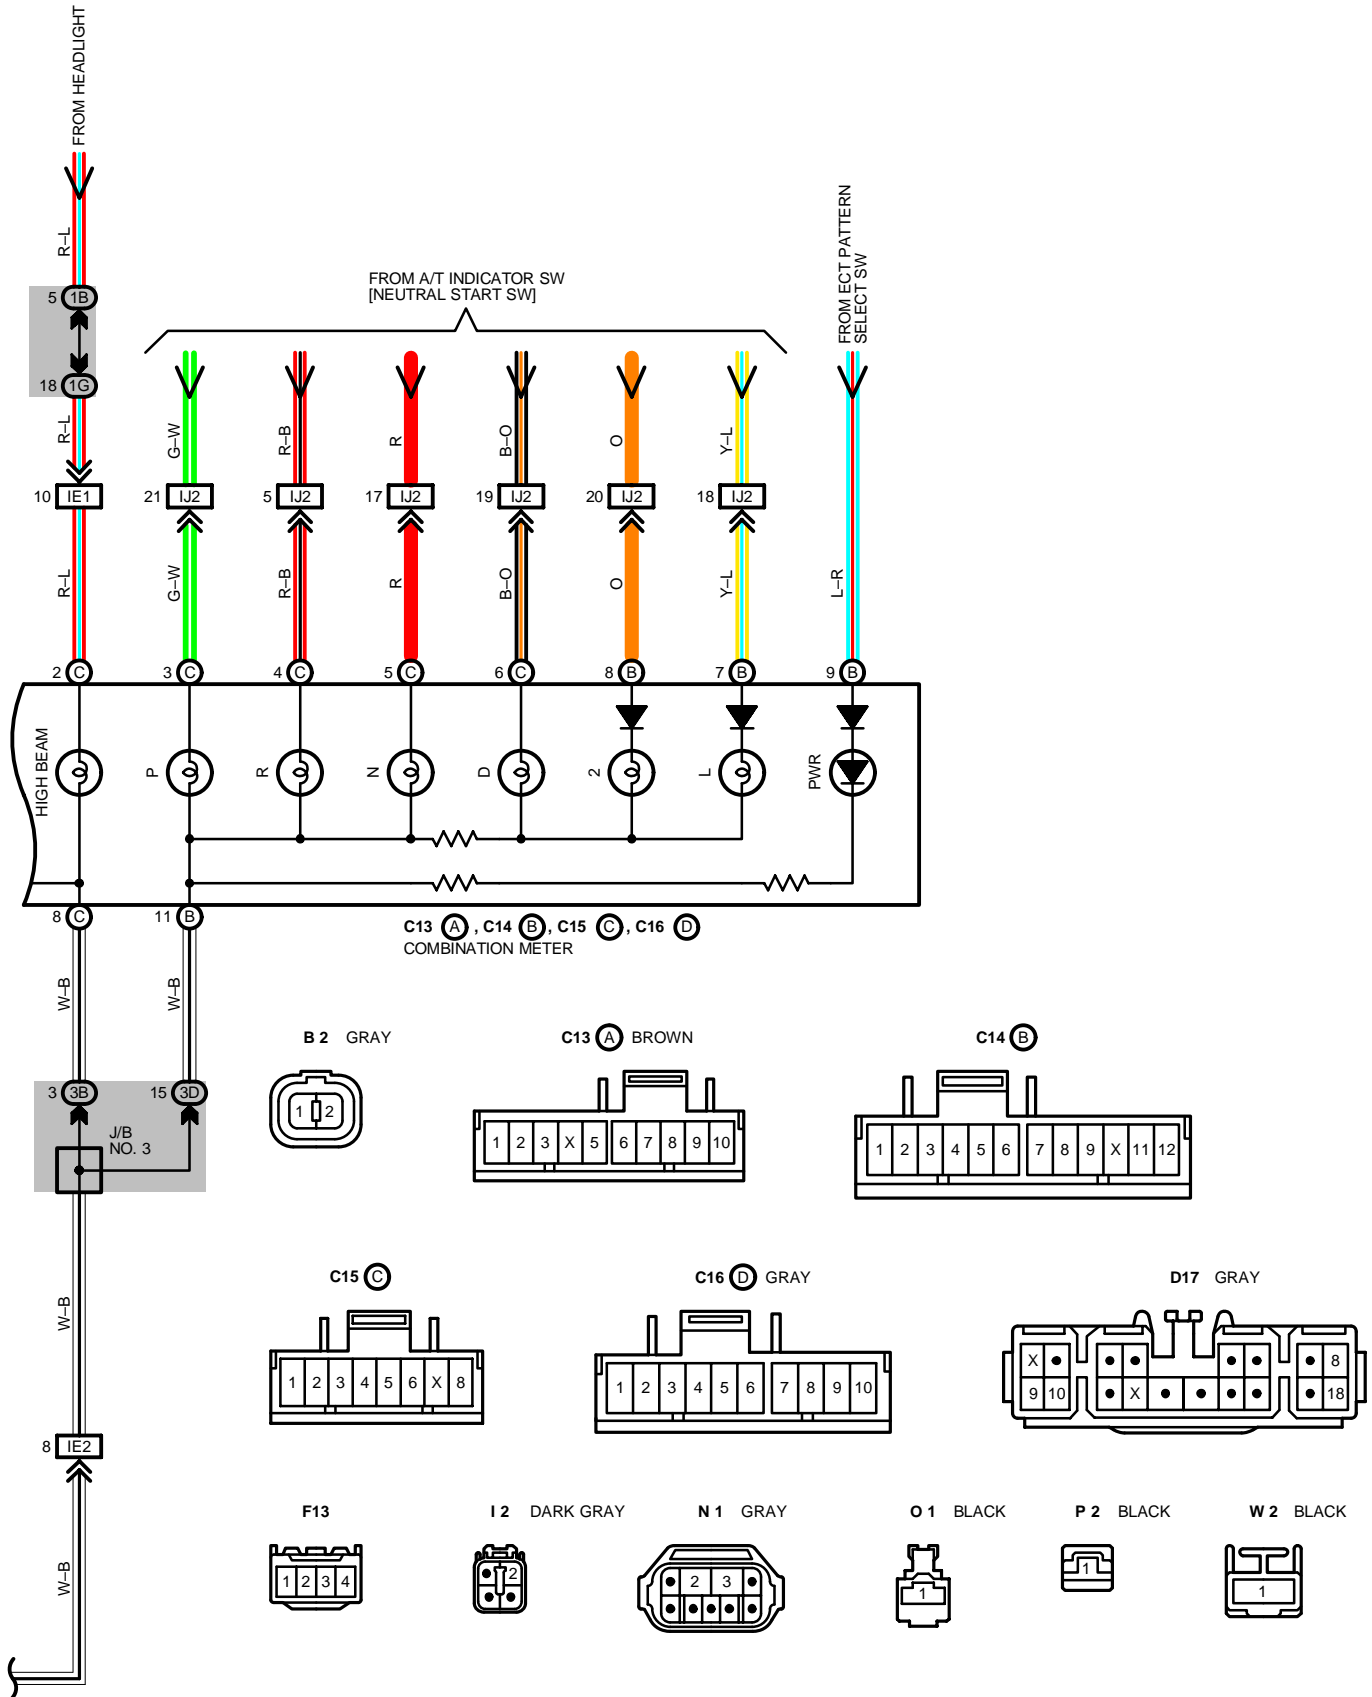 FROM HEADLIGHT
R–L
5 1B
18 1G
R–L
10 IE1
R–L
FROM A/T INDICATOR SW
[NEUTRAL START SW]
FROM ECT PATTERN
SELECT SW
G–W R–B R B–O O Y–L
21 IJ2 5 IJ2 17 IJ2 19 IJ2 20 IJ2 18 IJ2
G–W R–B R B–O O Y–L L–R
2 C 3 C 4 C 5 C 6 C 8 B 7 B 9 B
HIGH BEAM P R N D 2 L PWR
8 C 11 B
C13 A , C14 B , C15 C , C16 D
COMBINATION METER
W–B W–B
3 3B 15 3D
J/B
NO. 3
W–B
8 IE2
W–B
B 2 GRAY
1 2
C13 A BROWN
1 2 3 X 5 6 7 8 9 10
C14 B
1 2 3 4 5 6 7 8 9 X 11 12
C15 C
1 2 3 4 5 6 X 8
C16 D GRAY
1 2 3 4 5 6 7 8 9 10
D17 GRAY
X 8
9 10 X 18
F13
1 2 3 4
I 2 DARK GRAY
2
N 1 GRAY
2 3
O 1 BLACK
1
P 2 BLACK
1
W 2 BLACK
1